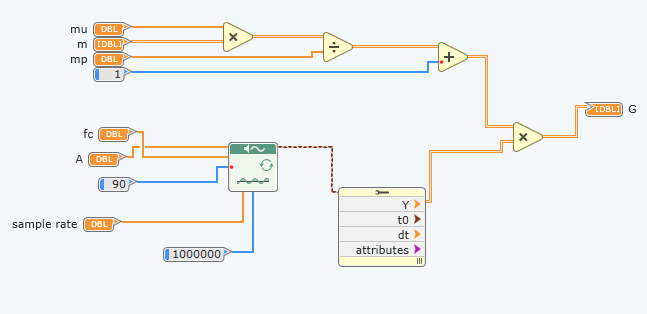 mu DBL
m [DBL]
mp DBL
1
×
÷
+
×
[DBL] G
fc DBL
A DBL
90
sample rate DBL
1000000
Y
t0
dt
attributes